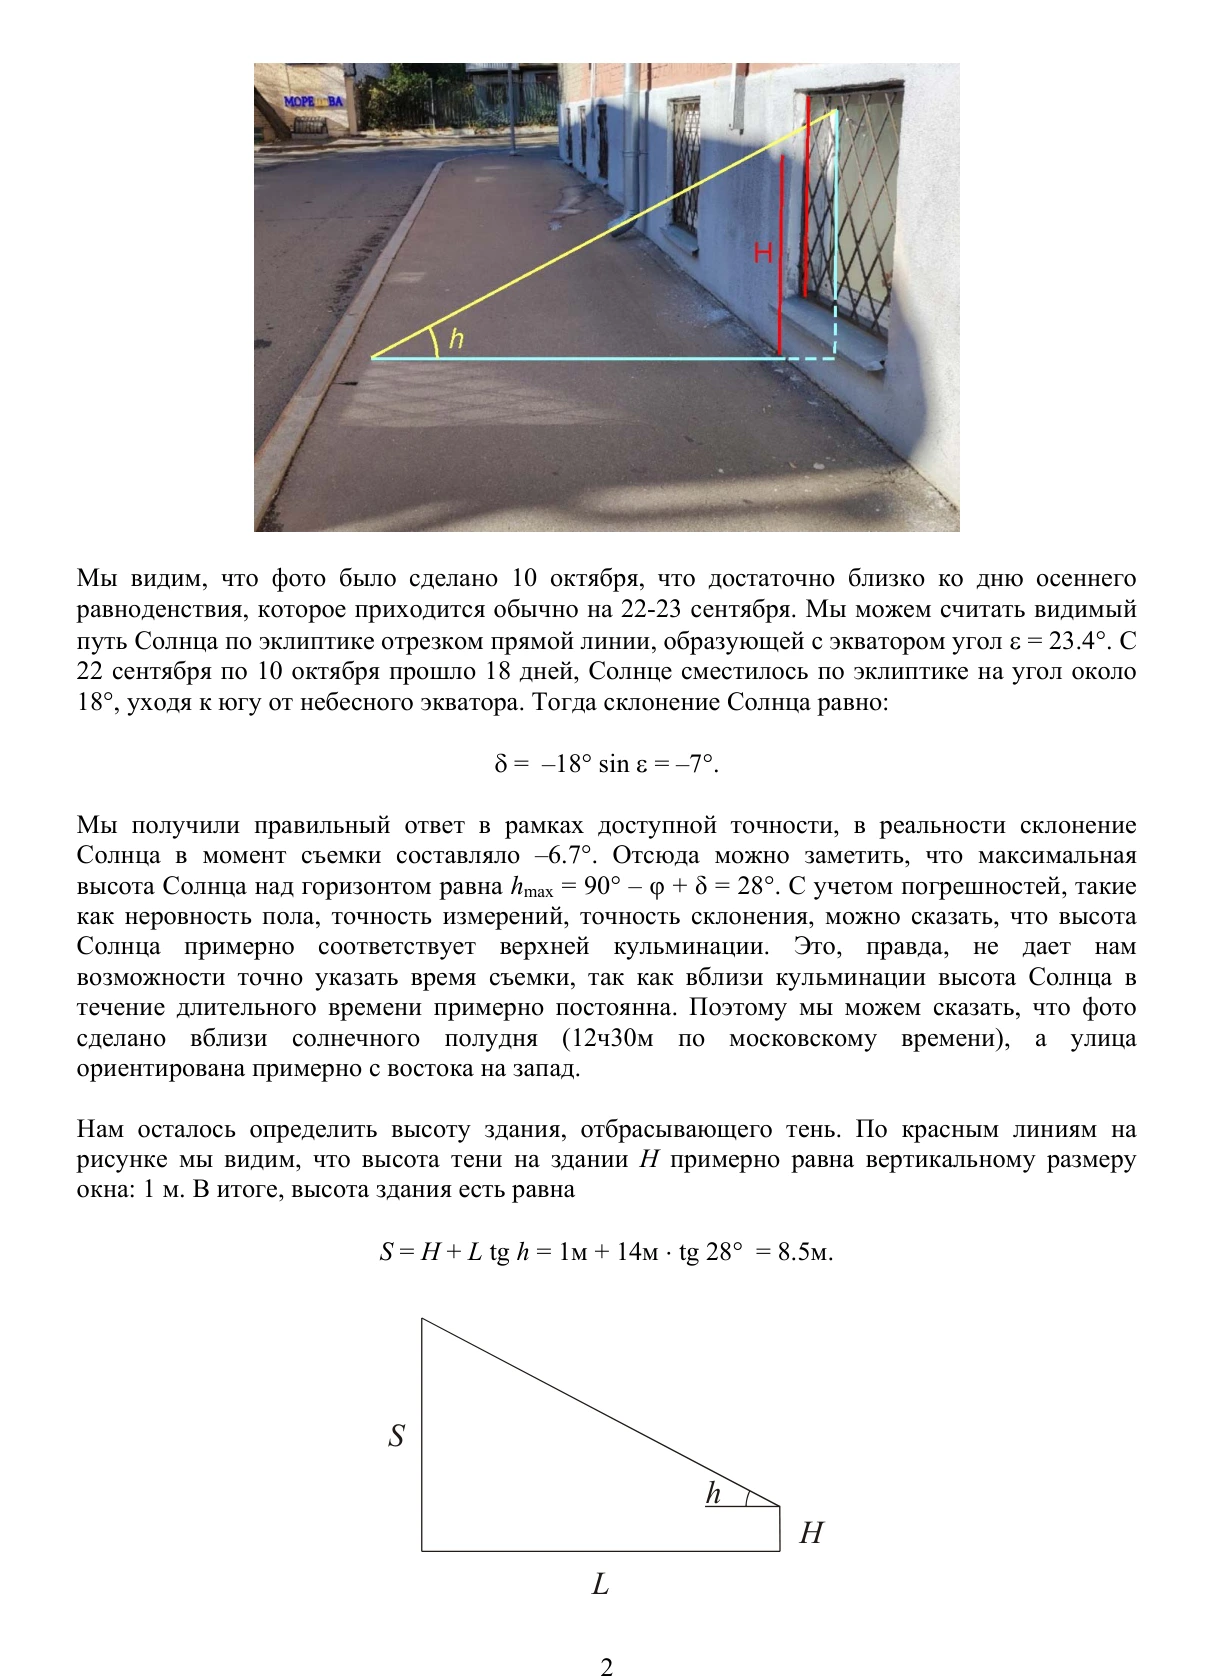 МОРЕ ВА
H
h
Мы видим, что фото было сделано 10 октября, что достаточно близко ко дню осеннего
равноденствия, которое приходится обычно на 22-23 сентября. Мы можем считать видимый
путь Солнца по эклиптике отрезком прямой линии, образующей с экватором угол ε = 23.4°. С
22 сентября по 10 октября прошло 18 дней, Солнце сместилось по эклиптике на угол около
18°, уходя к югу от небесного экватора. Тогда склонение Солнца равно:
δ = –18° sin ε = –7°.
Мы получили правильный ответ в рамках доступной точности, в реальности склонение
Солнца в момент съемки составляло –6.7°. Отсюда можно заметить, что максимальная
высота Солнца над горизонтом равна hmax = 90° – φ + δ = 28°. С учетом погрешностей, такие
как неровность пола, точность измерений, точность склонения, можно сказать, что высота
Солнца примерно соответствует верхней кульминации. Это, правда, не дает нам
возможности точно указать время съемки, так как вблизи кульминации высота Солнца в
течение длительного времени примерно постоянна. Поэтому мы можем сказать, что фото
сделано вблизи солнечного полудня (12ч30м по московскому времени), а улица
ориентирована примерно с востока на запад.
Нам осталось определить высоту здания, отбрасывающего тень. По красным линиям на
рисунке мы видим, что высота тени на здании H примерно равна вертикальному размеру
окна: 1 м. В итоге, высота здания есть равна
S = H + L tg h = 1м + 14м · tg 28° = 8.5м.
S
h
H
L
2